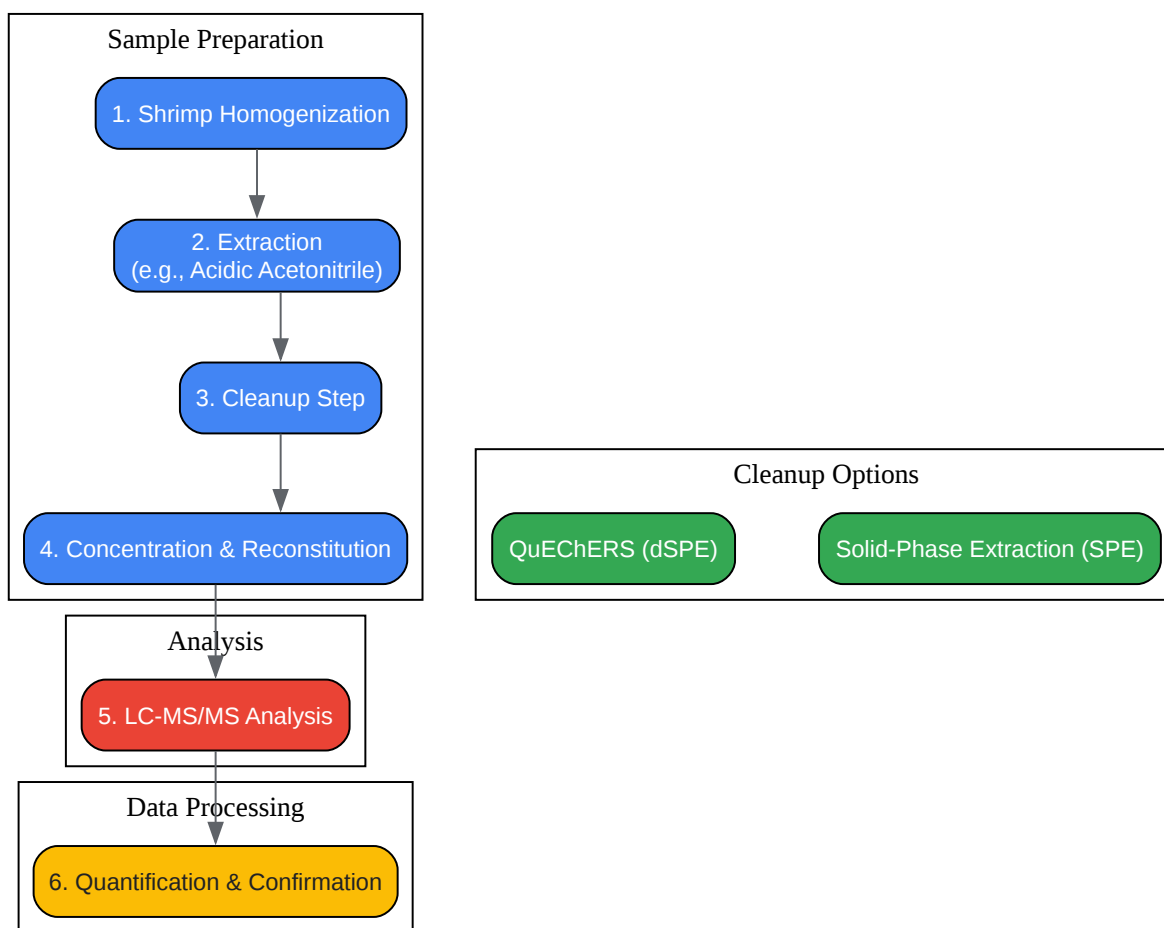 Sample Preparation
1. Shrimp Homogenization
2. Extraction
(e.g., Acidic Acetonitrile)
3. Cleanup Step
4. Concentration & Reconstitution
Cleanup Options
QuEChERS (dSPE)
Solid-Phase Extraction (SPE)
Analysis
5. LC-MS/MS Analysis
Data Processing
6. Quantification & Confirmation